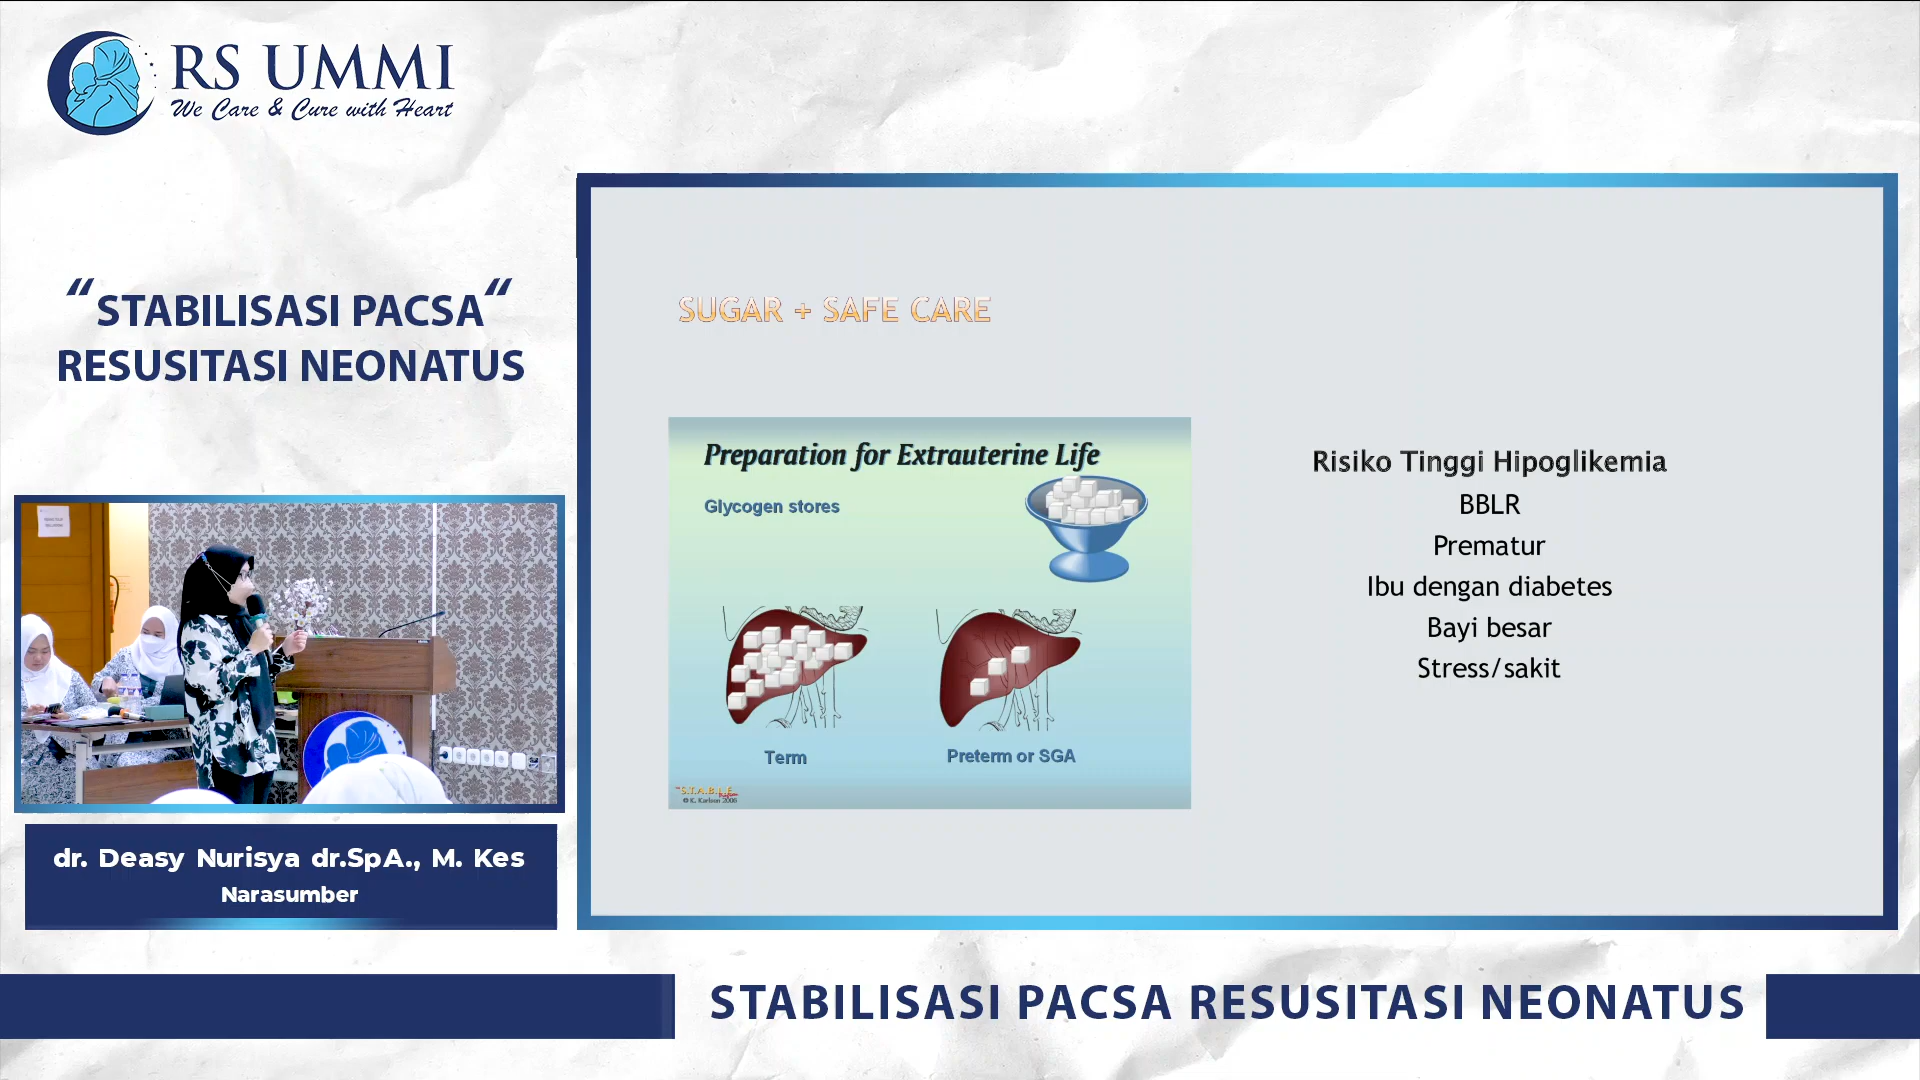 RS UMMI
We Care & Cure with Heart
“STABILISASI PACSA“
RESUSITASI NEONATUS
dr. Deasy Nurisya dr.SpA., M. Kes
Narasumber
SUGAR + SAFE CARE
Preparation for Extrauterine Life
Glycogen stores
Term
Preterm or SGA
S.T.A.B.L.E.
© K. Karlsen 2006
Risiko Tinggi Hipoglikemia
BBLR
Prematur
Ibu dengan diabetes
Bayi besar
Stress/sakit
STABILISASI PACSA RESUSITASI NEONATUS